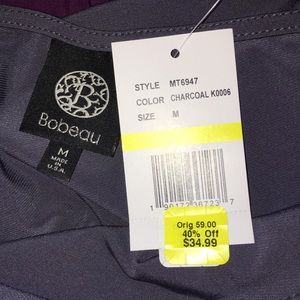 B
Bobeau
M
MADE
IN
U.S.A.
STYLE MT6947
COLOR CHARCOAL K0006
SIZE M
Orig 59.00
40% Off
$34.99